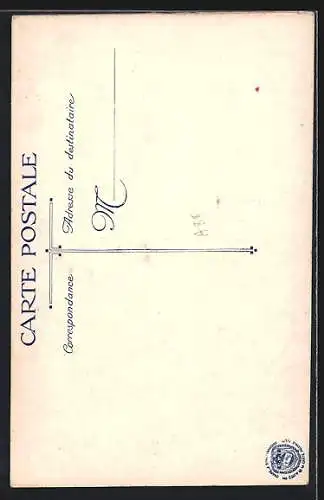 CARTE POSTALE
Correspondance
Adresse du destinataire
M